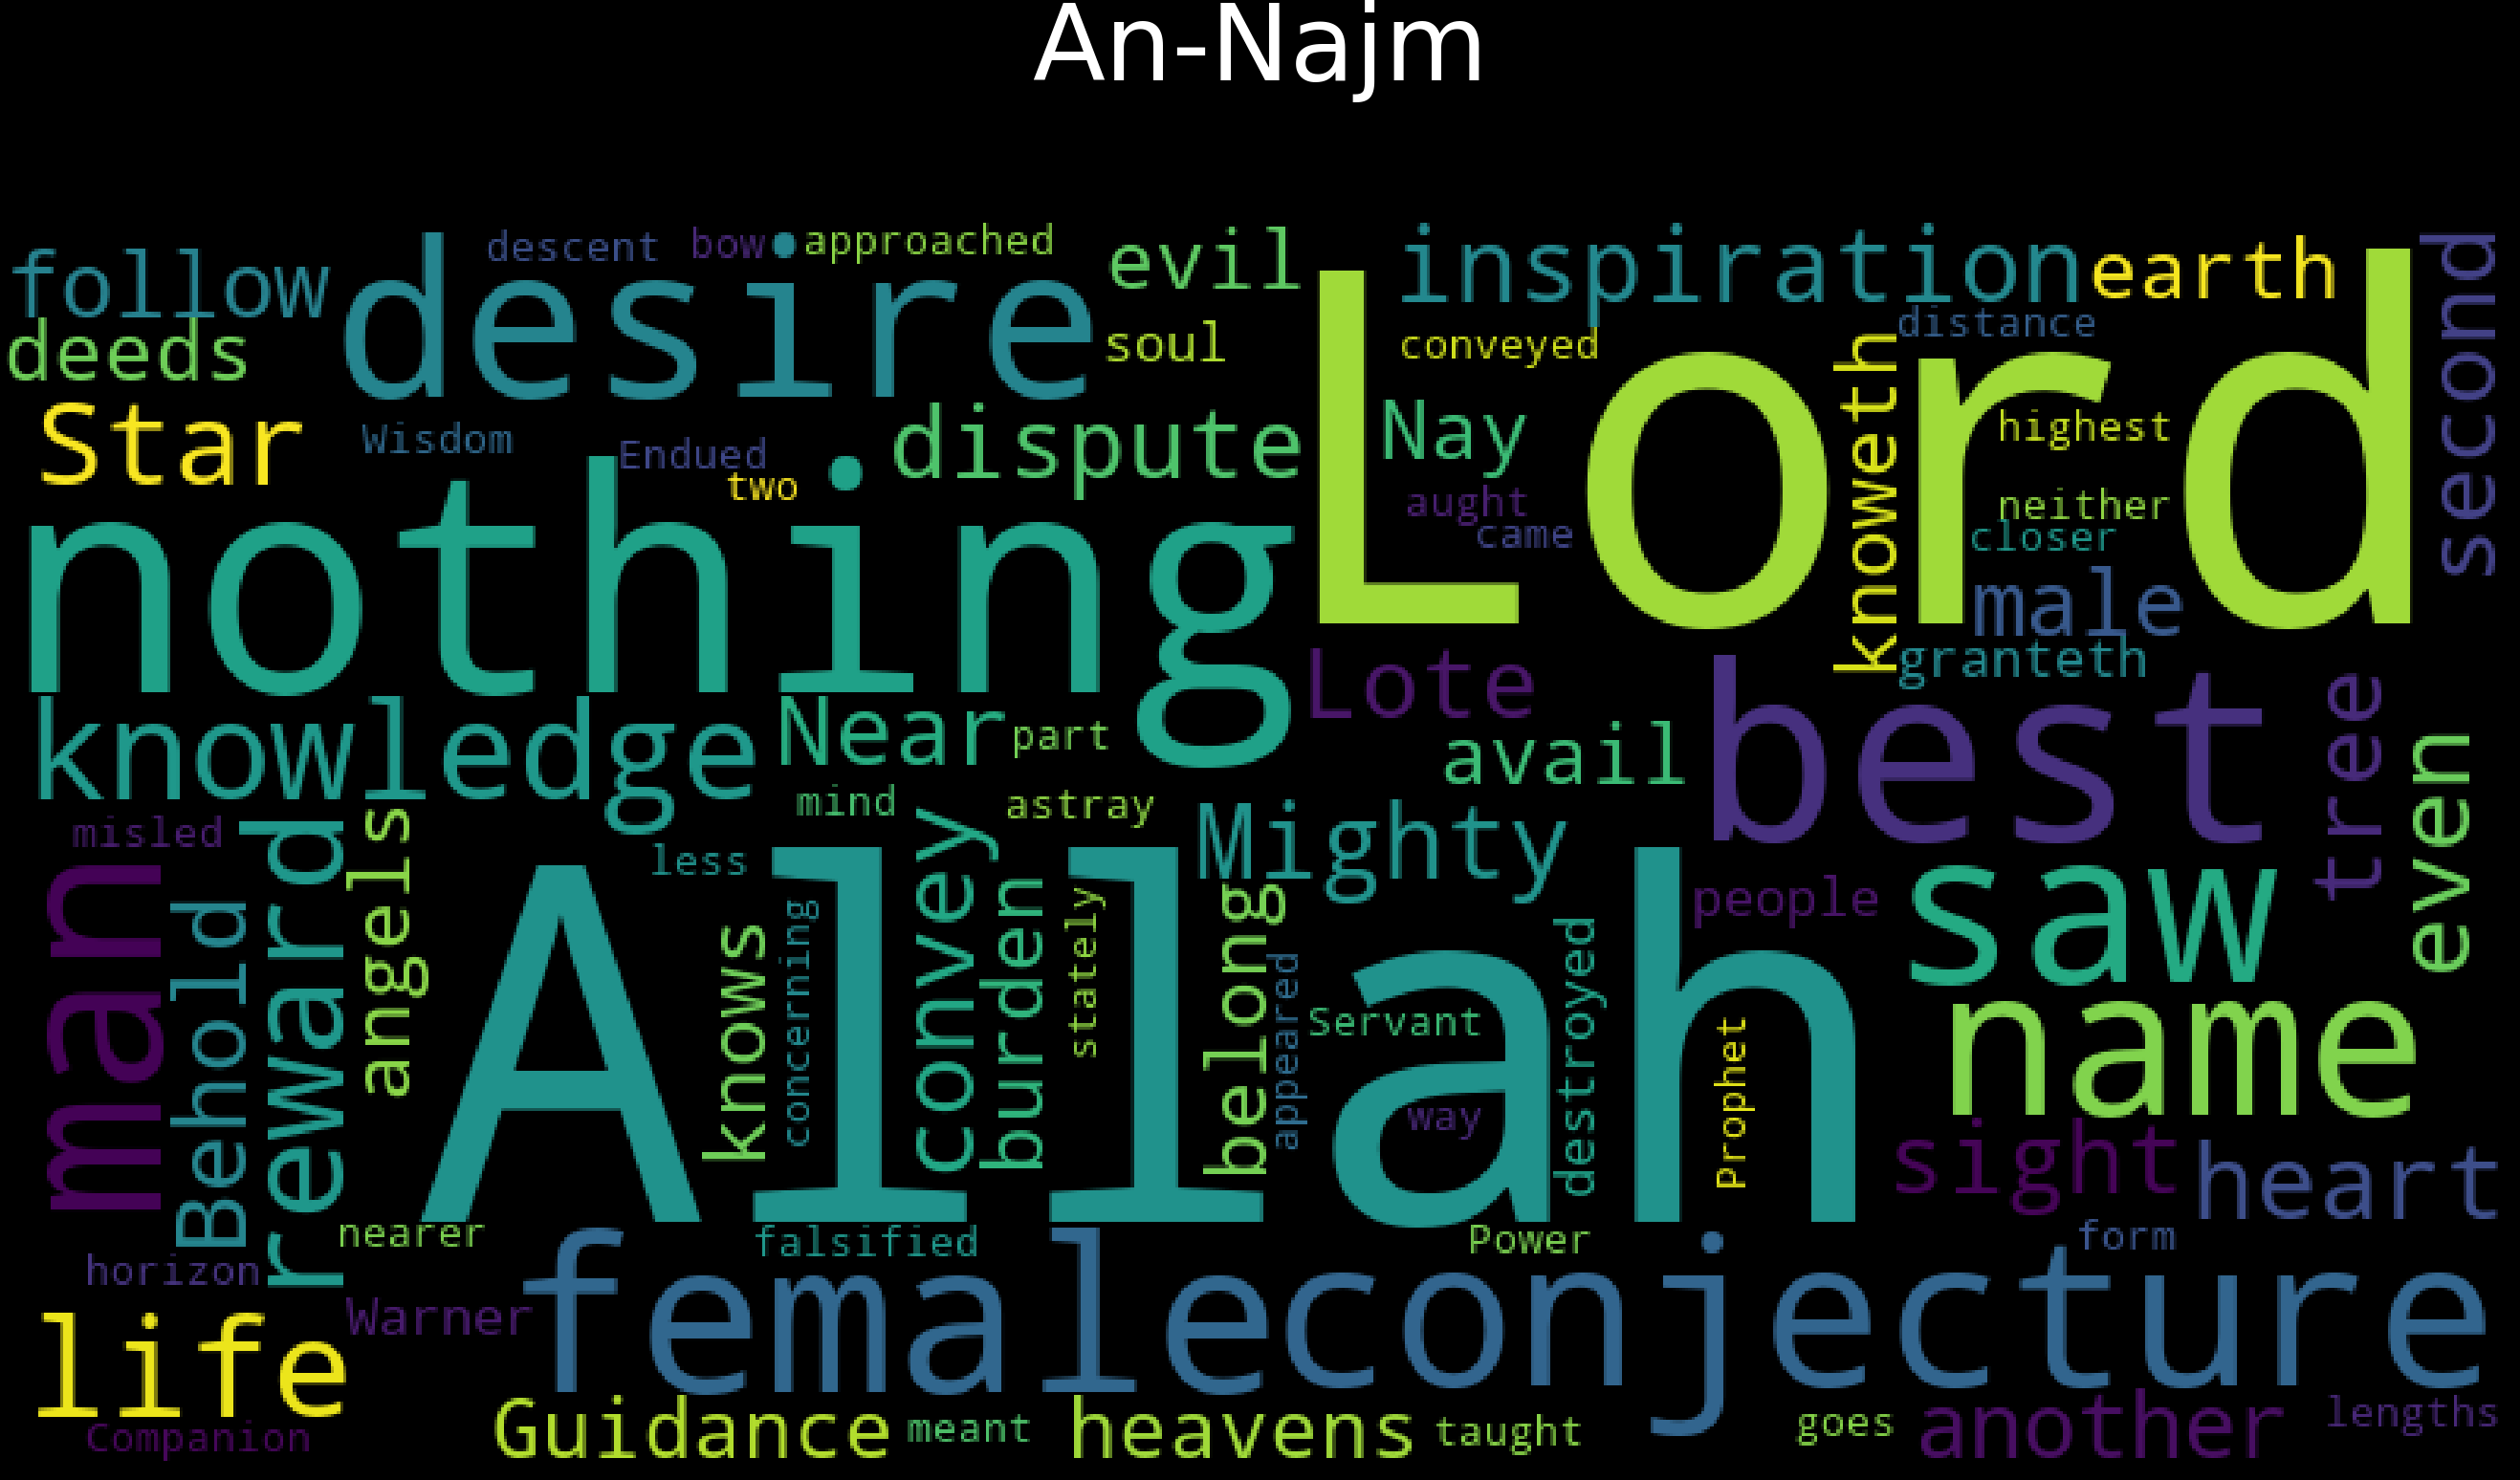 An-Najm
descent
bow
approached
evil
inspiration
earth
second
follow
desire
Lord
deeds
soul
conveyed
distance
knoweth
Star
Wisdom
Endued
two
dispute
Nay
highest
nothing
aught
came
neither
closer
male
granteth
Lote
best
tree
knowledge
Near
part
avail
even
misled
mind
astray
Mighty
angels
reward
less
convey
man
Behold
Allah
knows
concerning
burden
stately
belong
appeared
people
saw
Servant
destroyed
Prophet
name
way
sight
heart
nearer
falsified
Power
form
horizon
female
conjecture
life
Warner
Companion
Guidance
meant
heavens
taught
goes
another
lengths